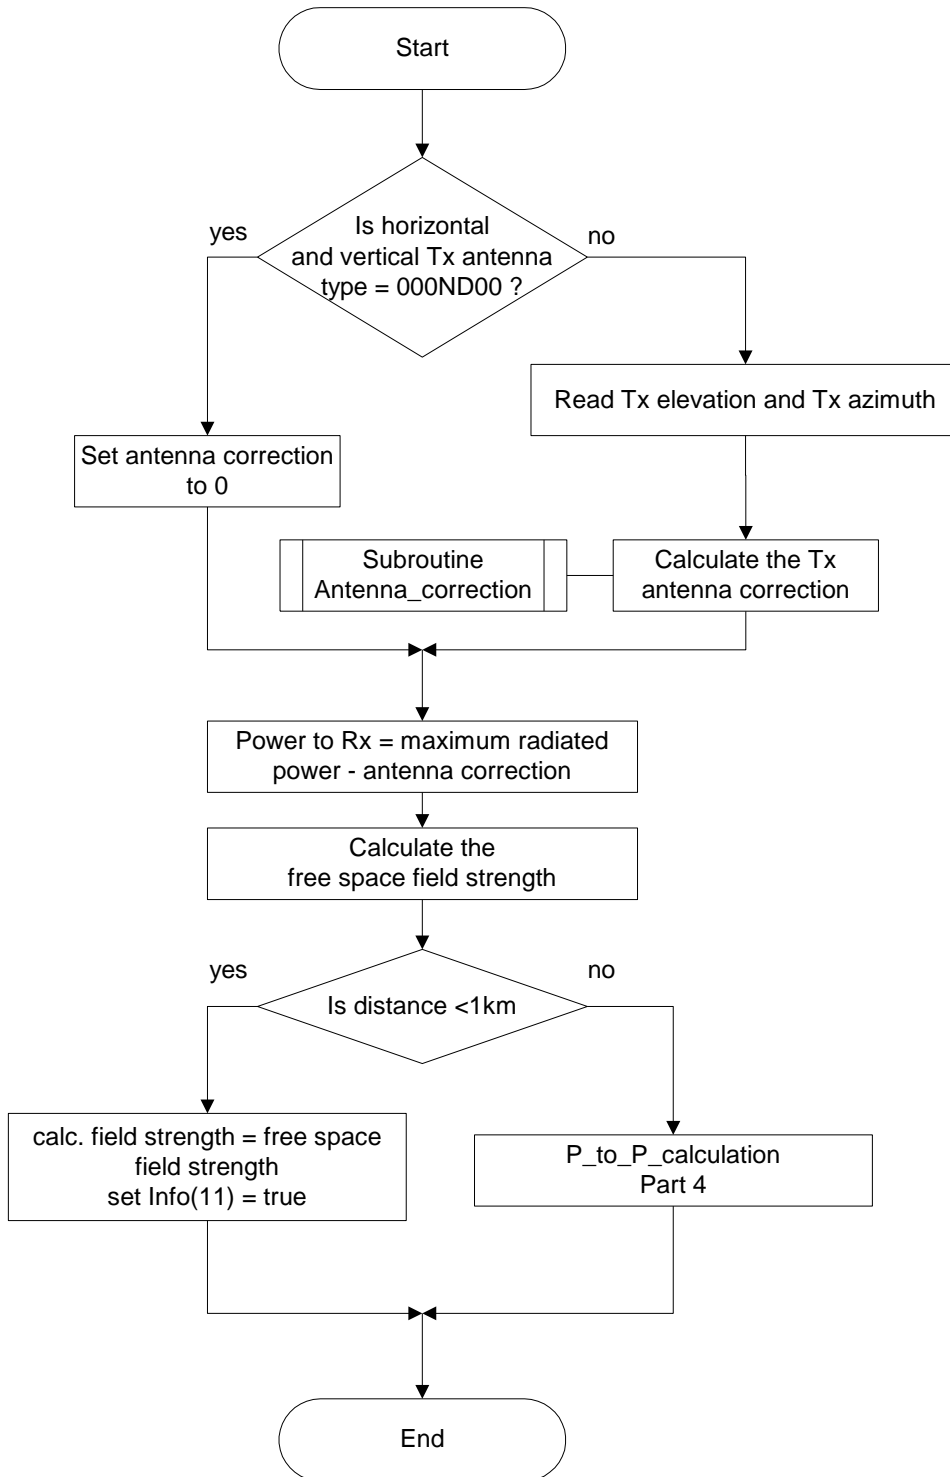 Start
Is horizontal
and vertical Tx antenna
type = 000ND00 ?
yes
no
Read Tx elevation and Tx azimuth
Set antenna correction
to 0
Subroutine
Antenna_correction
Calculate the Tx
antenna correction
Power to Rx = maximum radiated
power - antenna correction
Calculate the
free space field strength
yes
no
Is distance <1km
calc. field strength = free space
field strength
set Info(11) = true
P_to_P_calculation
Part 4
End